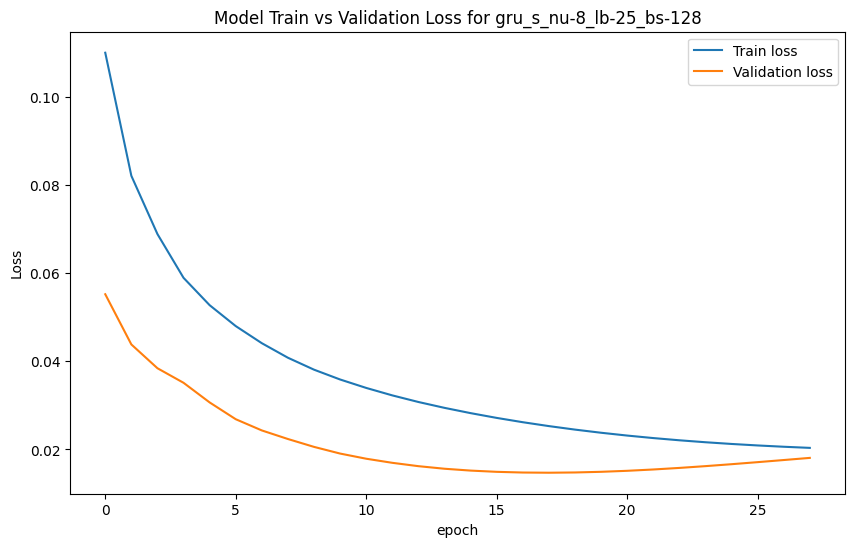 Model Train vs Validation Loss for gru_s_nu-8_lb-25_bs-128
Train loss
Validation loss
0.10
0.08
0.06
0.04
0.02
Loss
0 5 10 15 20 25
epoch